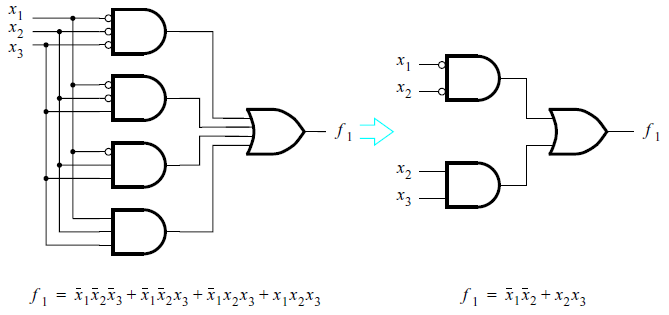 x₁
x₂
x₃
f₁
x₁
x₂
x₂
x₃
f₁
f₁ = x̄₁x̄₂x̄₃ + x̄₁x̄₂x₃ + x̄₁x₂x₃ + x₁x₂x₃
f₁ = x̄₁x̄₂ + x₂x₃